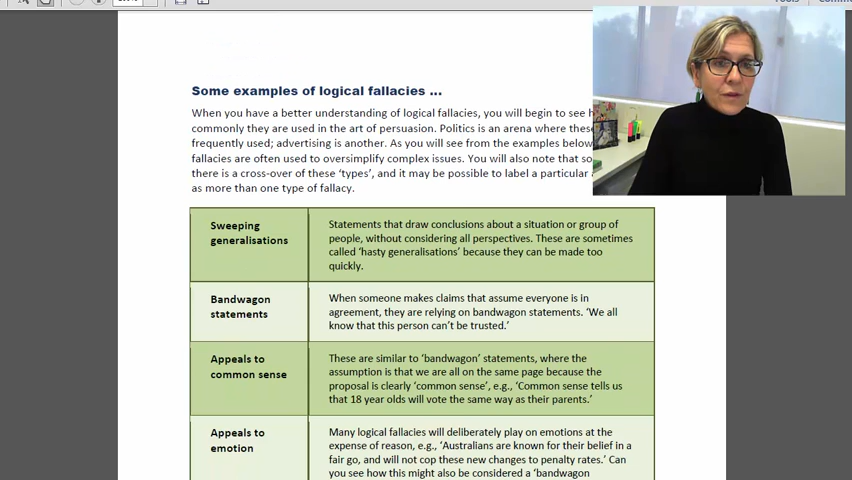 Some examples of logical fallacies ...
When you have a better understanding of logical fallacies, you will begin to see
commonly they are used in the art of persuasion. Politics is an arena where these
frequently used; advertising is another. As you will see from the examples below
fallacies are often used to oversimplify complex issues. You will also note that so
there is a cross-over of these ‘types’, and it may be possible to label a particular
as more than one type of fallacy.
Sweeping
generalisations
Statements that draw conclusions about a situation or group of
people, without considering all perspectives. These are sometimes
called ‘hasty generalisations’ because they can be made too
quickly.
Bandwagon
statements
When someone makes claims that assume everyone is in
agreement, they are relying on bandwagon statements. ‘We all
know that this person can’t be trusted.’
Appeals to
common sense
These are similar to ‘bandwagon’ statements, where the
assumption is that we are all on the same page because the
proposal is clearly ‘common sense’, e.g., ‘Common sense tells us
that 18 year olds will vote the same way as their parents.’
Appeals to
emotion
Many logical fallacies will deliberately play on emotions at the
expense of reason, e.g., ‘Australians are known for their belief in a
fair go, and will not cop these new changes to penalty rates.’ Can
you see how this might also be considered a ‘bandwagon